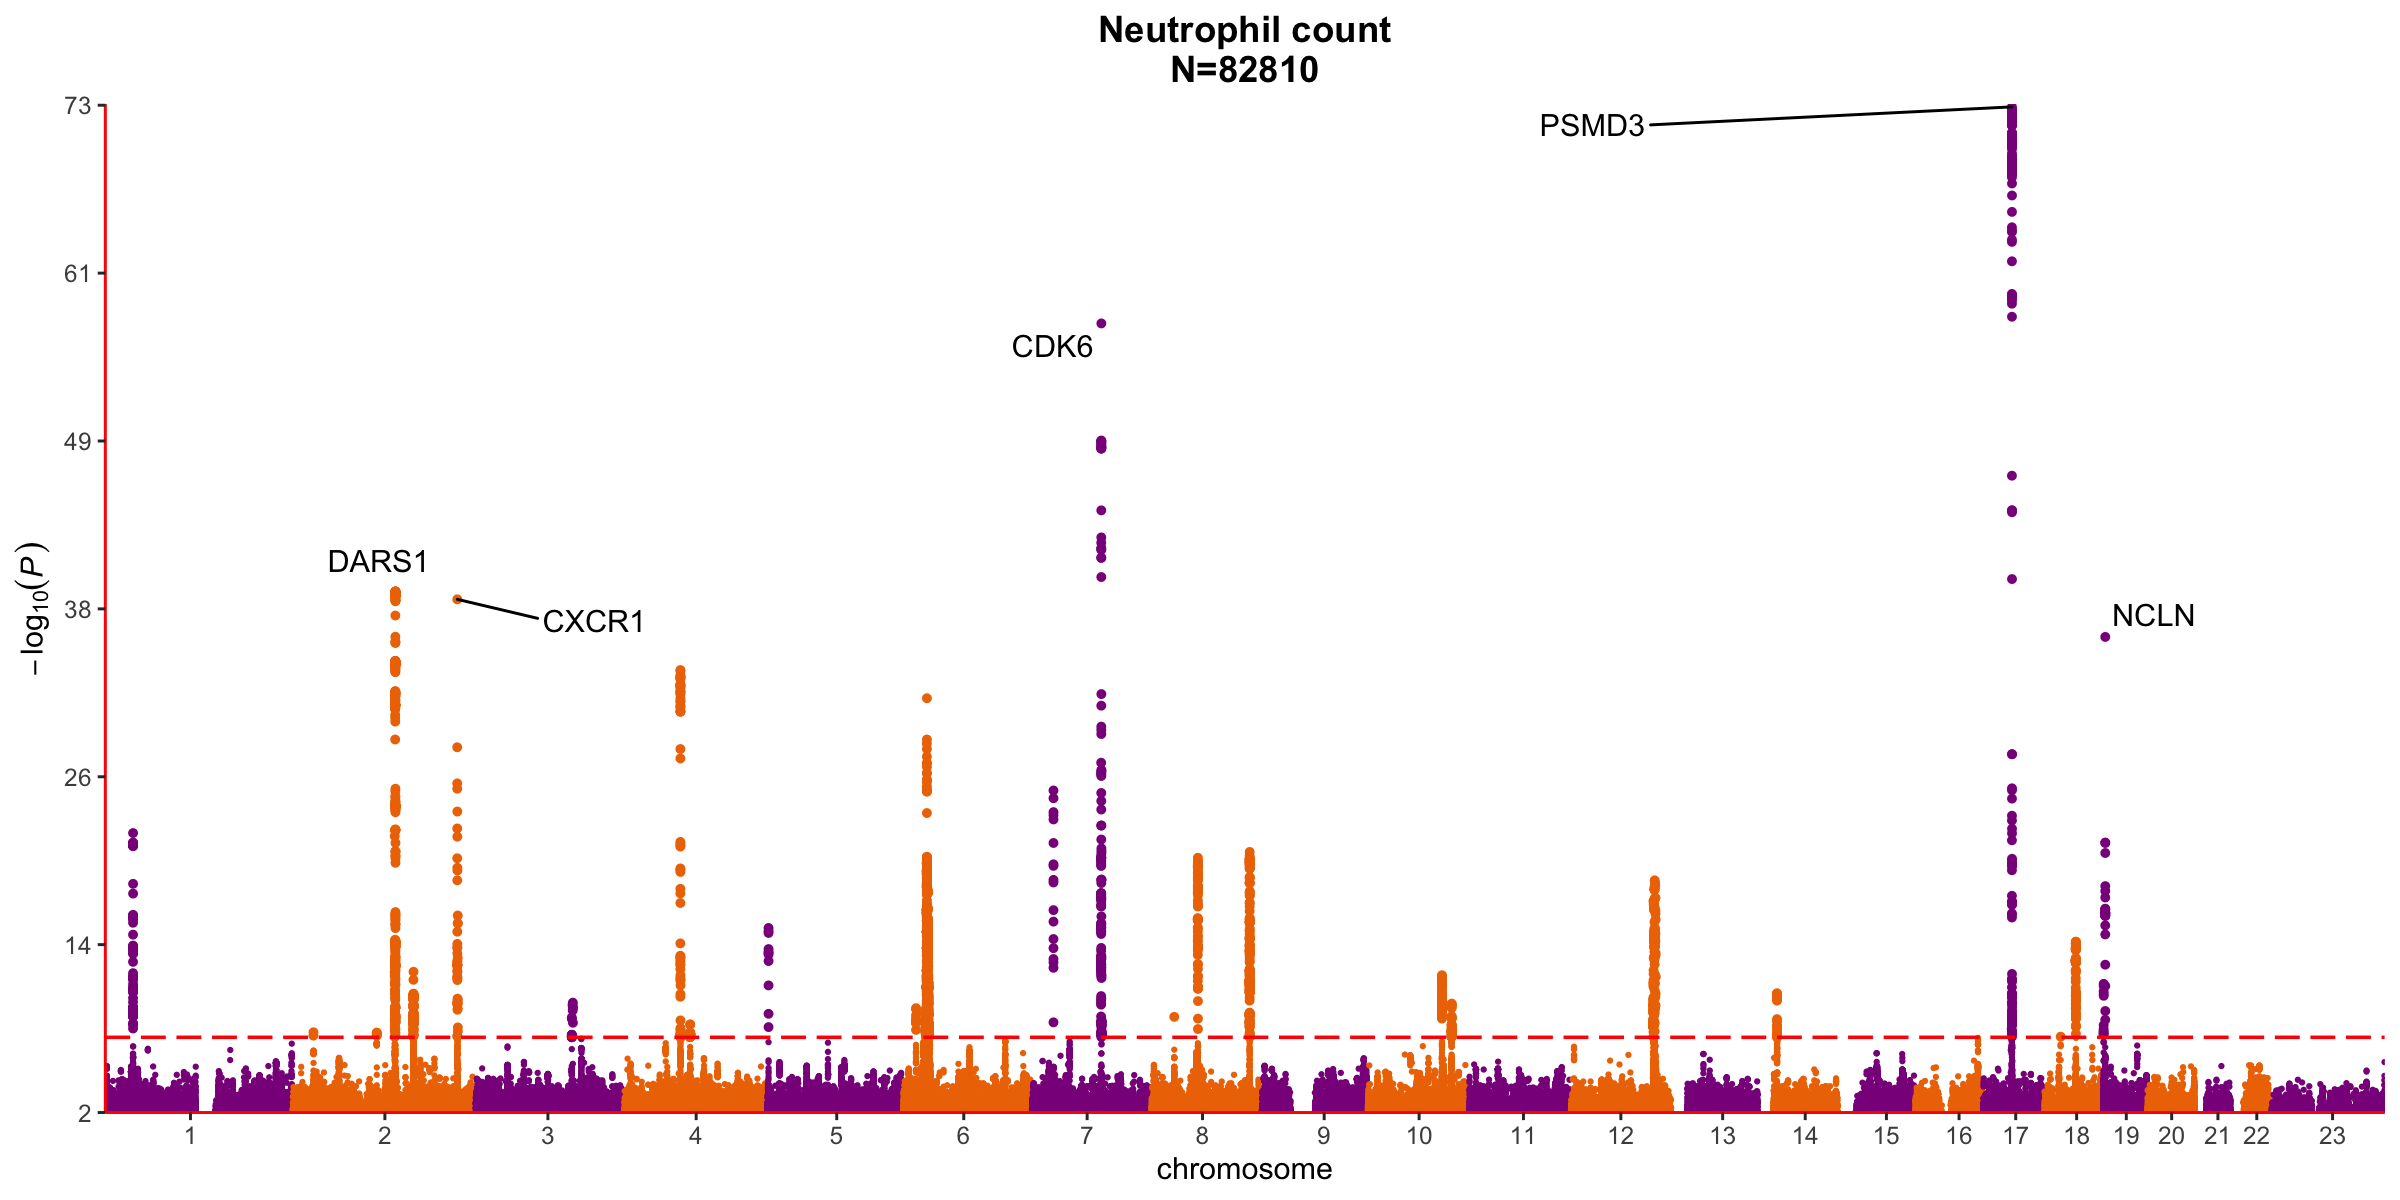 Neutrophil count
N=82810
73
61
49
38
26
14
2
−log10(P)
PSMD3
CDK6
DARS1
CXCR1
NCLN
1 2 3 4 5 6 7 8 9 10 11 12 13 14 15 16 17 18 19 20 21 22 23
chromosome